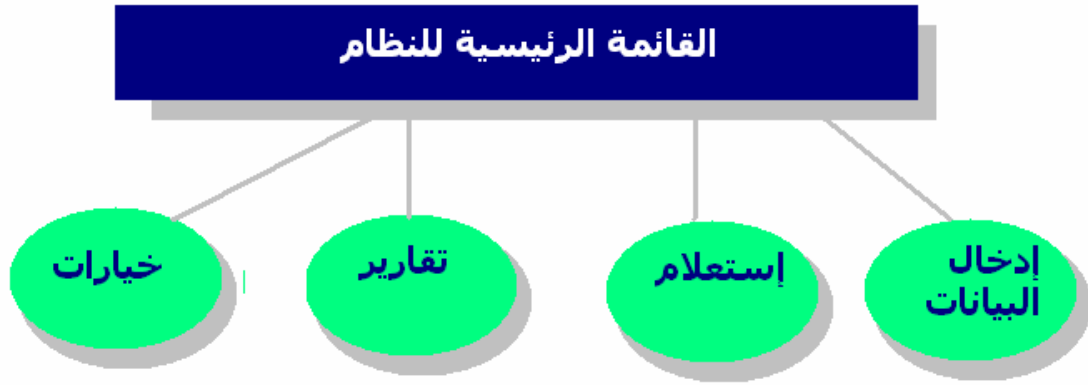 القائمة الرئيسية للنظام
إدخال
البيانات
إستعلام
تقارير
خيارات